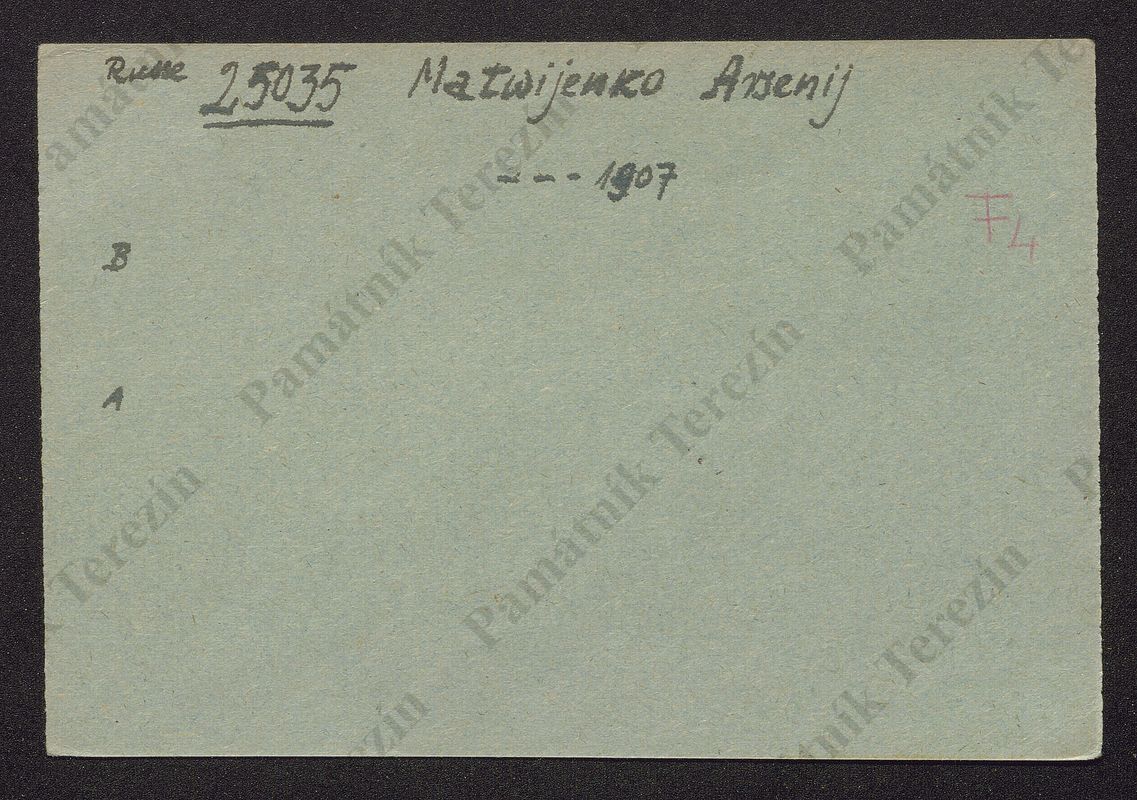 Russe 25035 Matwijenko Arsenij
- - - 1907
F4
B
A
Památník Terezín